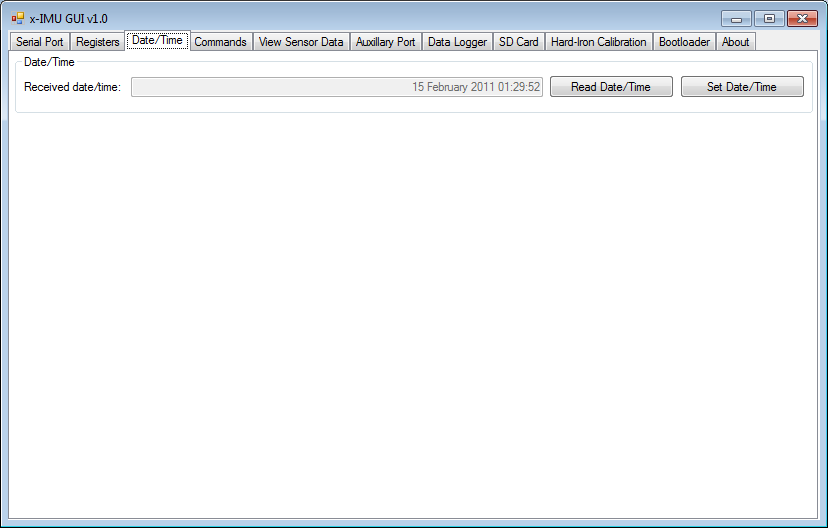 x-IMU GUI v1.0
Serial Port Registers Date/Time Commands View Sensor Data Auxillary Port Data Logger SD Card Hard-Iron Calibration Bootloader About
Date/Time
Received date/time: 15 February 2011 01:29:52 Read Date/Time Set Date/Time